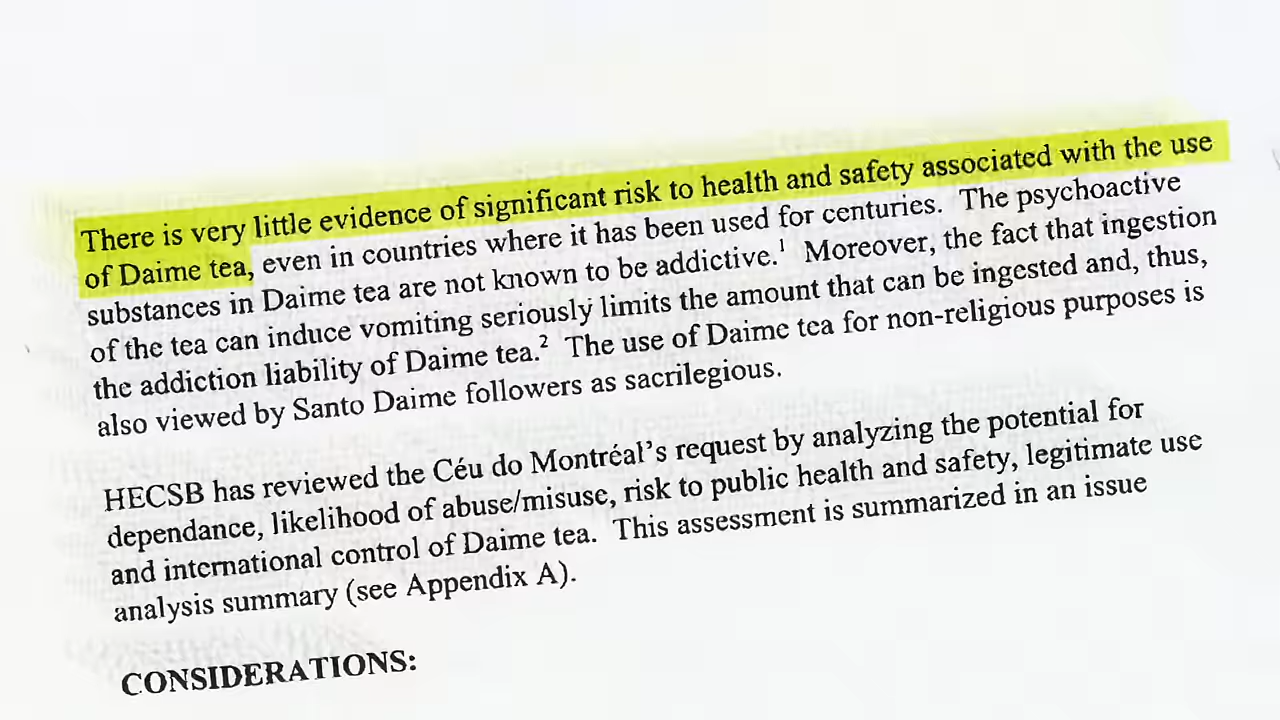 There is very little evidence of significant risk to health and safety associated with the use
of Daime tea, even in countries where it has been used for centuries. The psychoactive
substances in Daime tea are not known to be addictive.¹ Moreover, the fact that ingestion
of the tea can induce vomiting seriously limits the amount that can be ingested and, thus,
the addiction liability of Daime tea.² The use of Daime tea for non-religious purposes is
also viewed by Santo Daime followers as sacrilegious.
HECSB has reviewed the Céu do Montréal's request by analyzing the potential for
dependance, likelihood of abuse/misuse, risk to public health and safety, legitimate use
and international control of Daime tea. This assessment is summarized in an issue
analysis summary (see Appendix A).
CONSIDERATIONS: